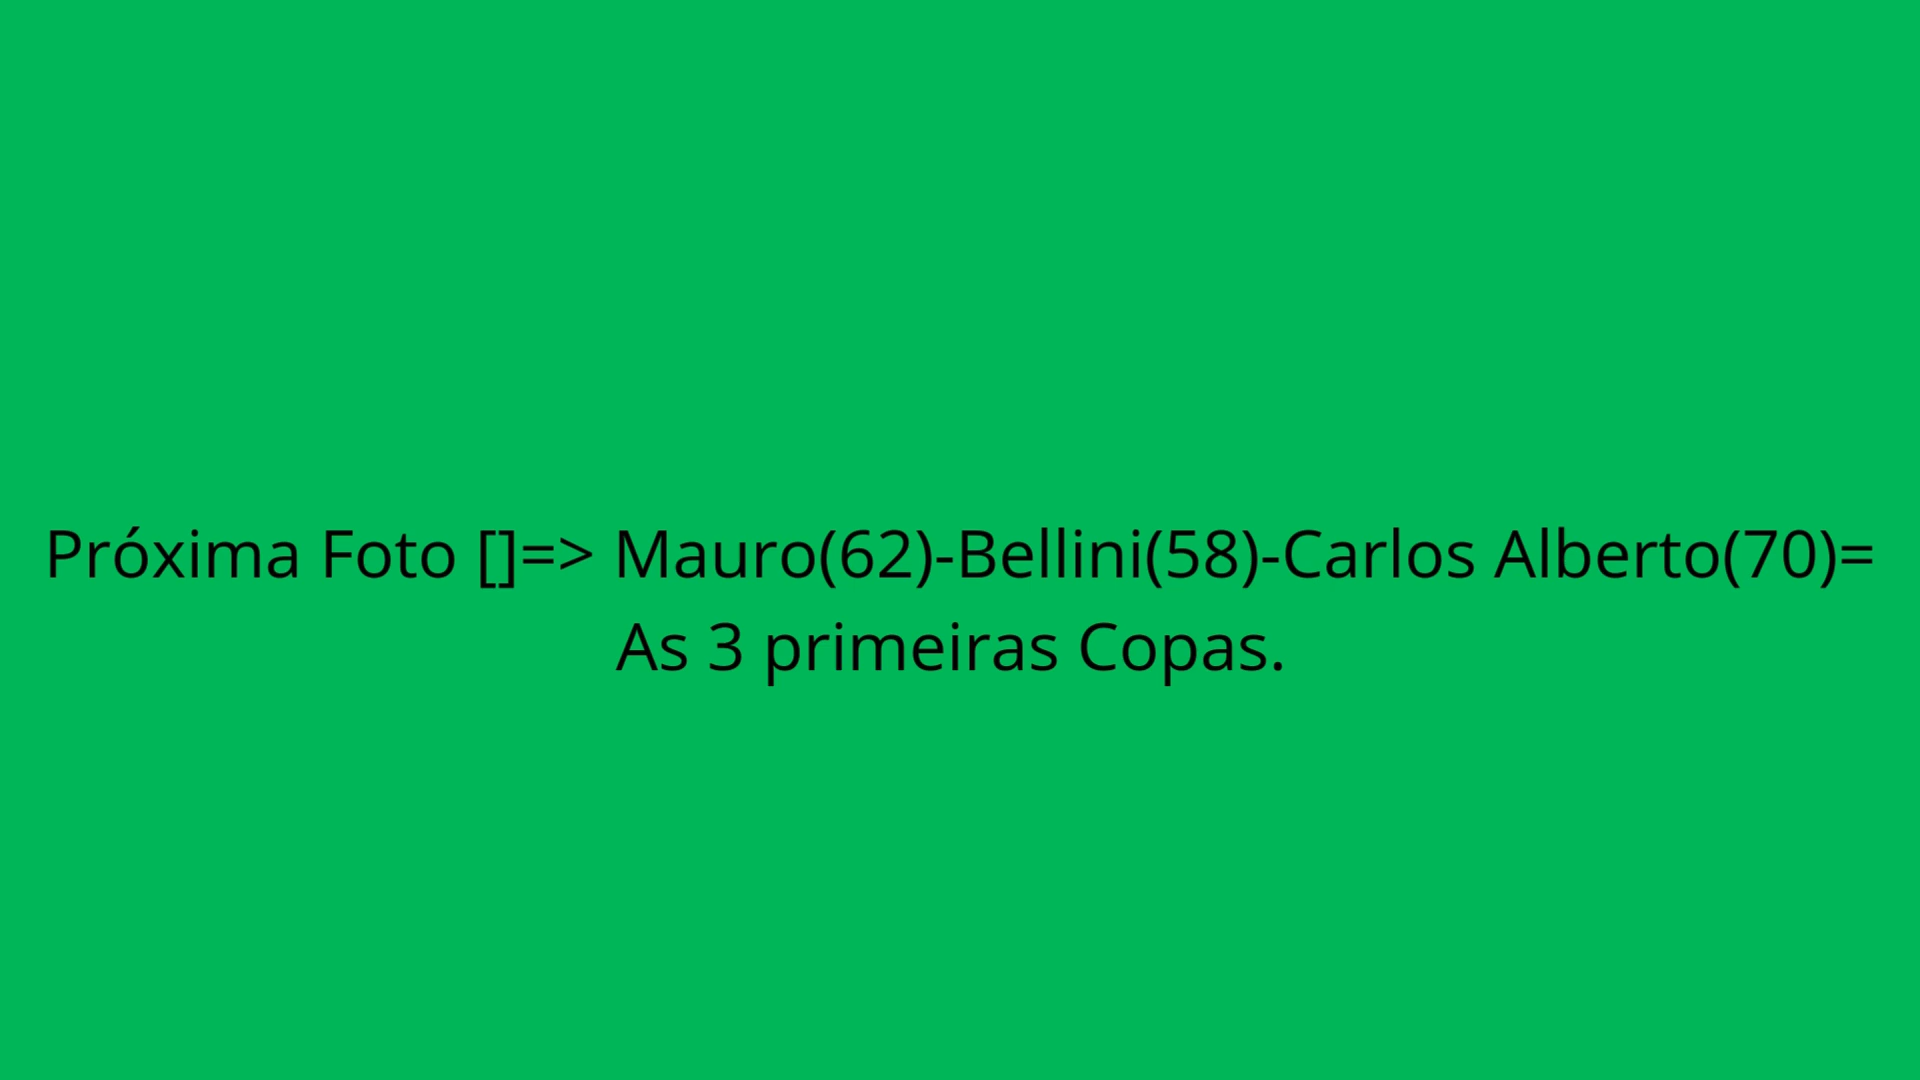 Próxima Foto []=> Mauro(62)-Bellini(58)-Carlos Alberto(70)=
As 3 primeiras Copas.